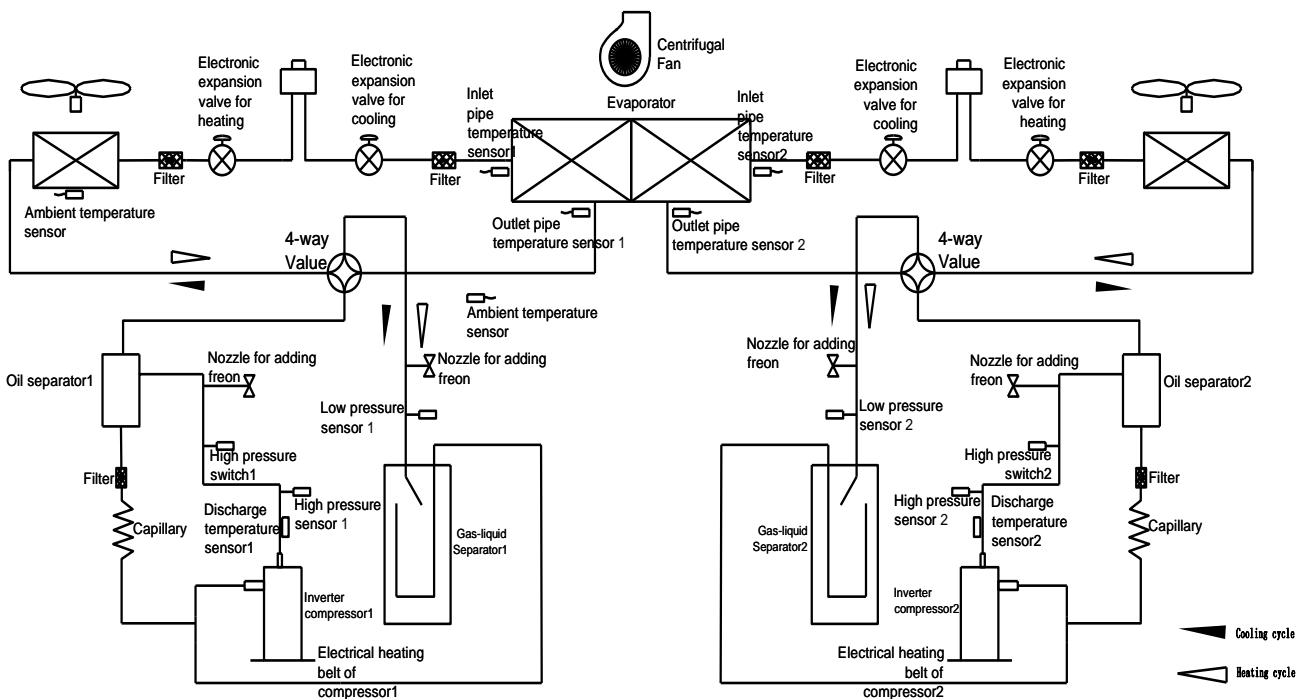 Centrifugal
Fan
Electronic
expansion
valve for
heating
Electronic
expansion
valve for
cooling
Inlet
pipe
temperature
sensor1
Evaporator
Inlet
pipe
temperature
sensor2
Electronic
expansion
valve for
cooling
Electronic
expansion
valve for
heating
Filter
Filter
Filter
Filter
Ambient temperature
sensor
Outlet pipe
temperature sensor 1
Outlet pipe
temperature sensor 2
4-way
Value
4-way
Value
Ambient temperature
sensor
Oil separator1
Nozzle for adding
freon
Nozzle for adding
freon
Nozzle for adding
freon
Nozzle for adding
freon
Oil separator2
Low pressure
sensor 1
Low pressure
sensor 2
High pressure
switch1
High pressure
switch2
Filter
High pressure
sensor 1
High pressure
sensor 2
Filter
Capillary
Discharge
temperature
sensor1
Gas-liquid
Separator1
Gas-liquid
Separator2
Discharge
temperature
sensor2
Capillary
Inverter
compressor1
Inverter
compressor2
Electrical heating
belt of
compressor1
Electrical heating
belt of
compressor2
Cooling cycle
Heating cycle